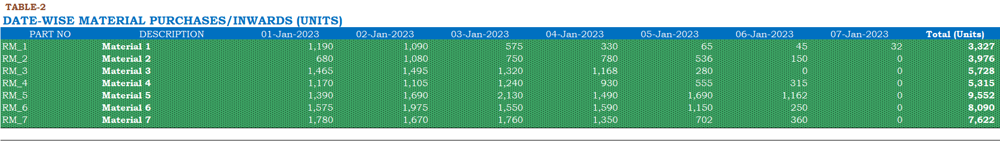 TABLE-2
DATE-WISE MATERIAL PURCHASES/INWARDS (UNITS)
PART NO DESCRIPTION 01-Jan-2023 02-Jan-2023 03-Jan-2023 04-Jan-2023 05-Jan-2023 06-Jan-2023 07-Jan-2023 Total (Units)
RM_1 Material 1 1,190 1,090 575 330 65 45 32 3,327
RM_2 Material 2 680 1,080 750 780 536 150 0 3,976
RM_3 Material 3 1,465 1,495 1,320 1,168 280 0 0 5,728
RM_4 Material 4 1,170 1,105 1,240 930 555 315 0 5,315
RM_5 Material 5 1,390 1,690 2,130 1,490 1,690 1,162 0 9,552
RM_6 Material 6 1,575 1,975 1,550 1,590 1,150 250 0 8,090
RM_7 Material 7 1,780 1,670 1,760 1,350 702 360 0 7,622